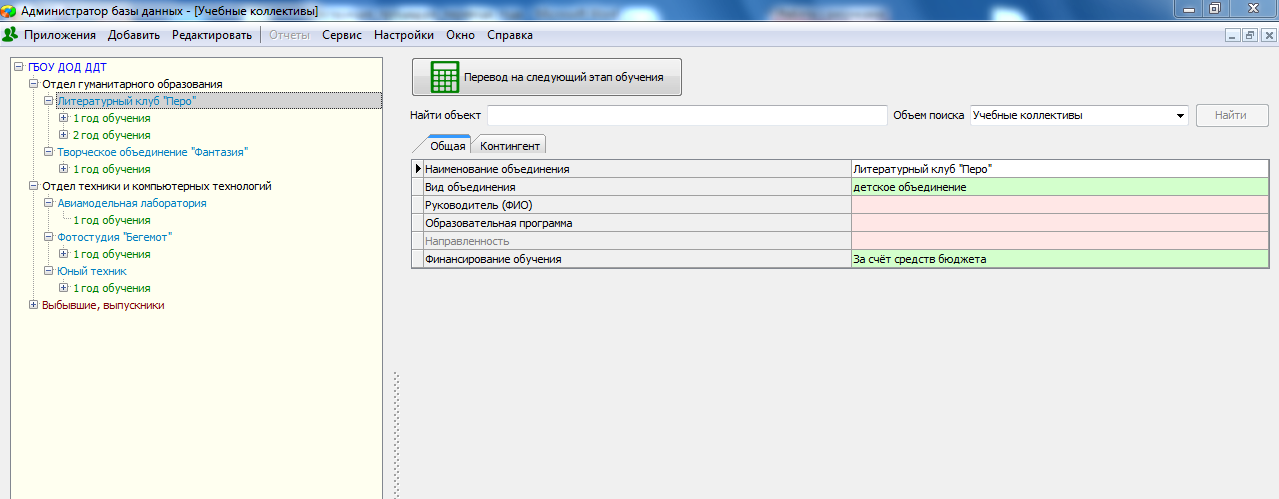 Администратор базы данных - [Учебные коллективы]
Приложения Добавить Редактировать Отчеты Сервис Настройки Окно Справка
ГБОУ ДОД ДДТ
Отдел гуманитарного образования
Литературный клуб "Перо"
1 год обучения
2 год обучения
Творческое объединение "Фантазия"
1 год обучения
Отдел техники и компьютерных технологий
Авиамодельная лаборатория
1 год обучения
Фотостудия "Бегемот"
1 год обучения
Юный техник
1 год обучения
Выбывшие, выпускники
Перевод на следующий этап обучения
Найти объект Объем поиска Учебные коллективы Найти
Общая Контингент
Наименование объединения Литературный клуб "Перо"
Вид объединения детское объединение
Руководитель (ФИО)
Образовательная программа
Направленность
Финансирование обучения За счёт средств бюджета